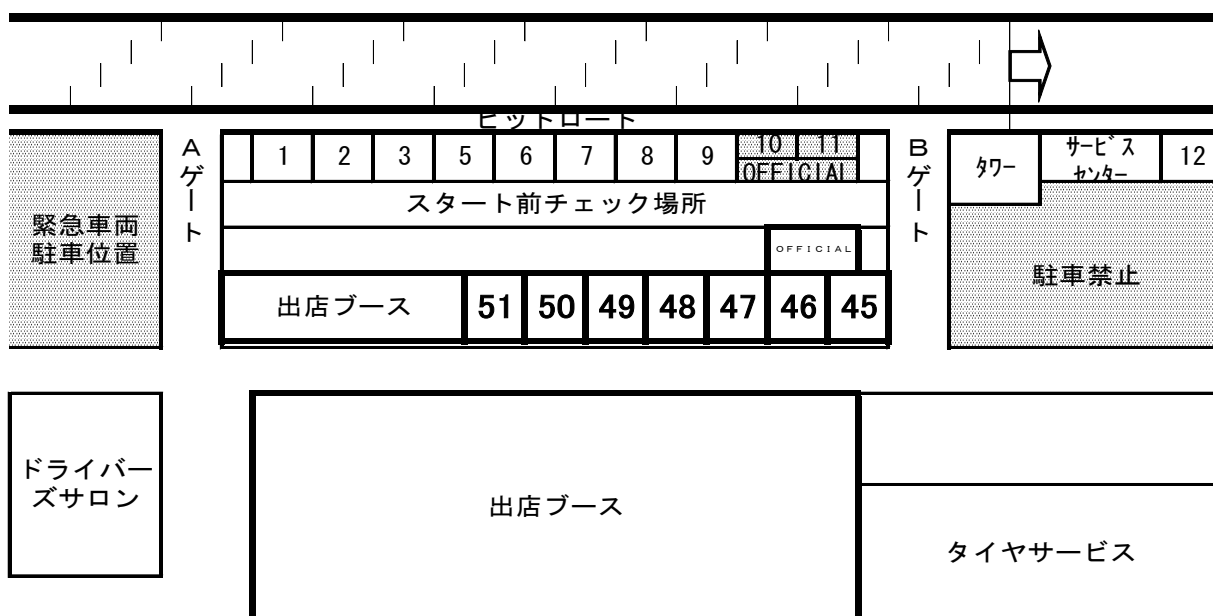 ピットロード
Aゲート
1 2 3 5 6 7 8 9 10 11
OFFICIAL
Bゲート
タワー
サービス
センター
12
スタート前チェック場所
緊急車両
駐車位置
OFFICIAL
駐車禁止
出店ブース 51 50 49 48 47 46 45
ドライバー
ズサロン
出店ブース
タイヤサービス